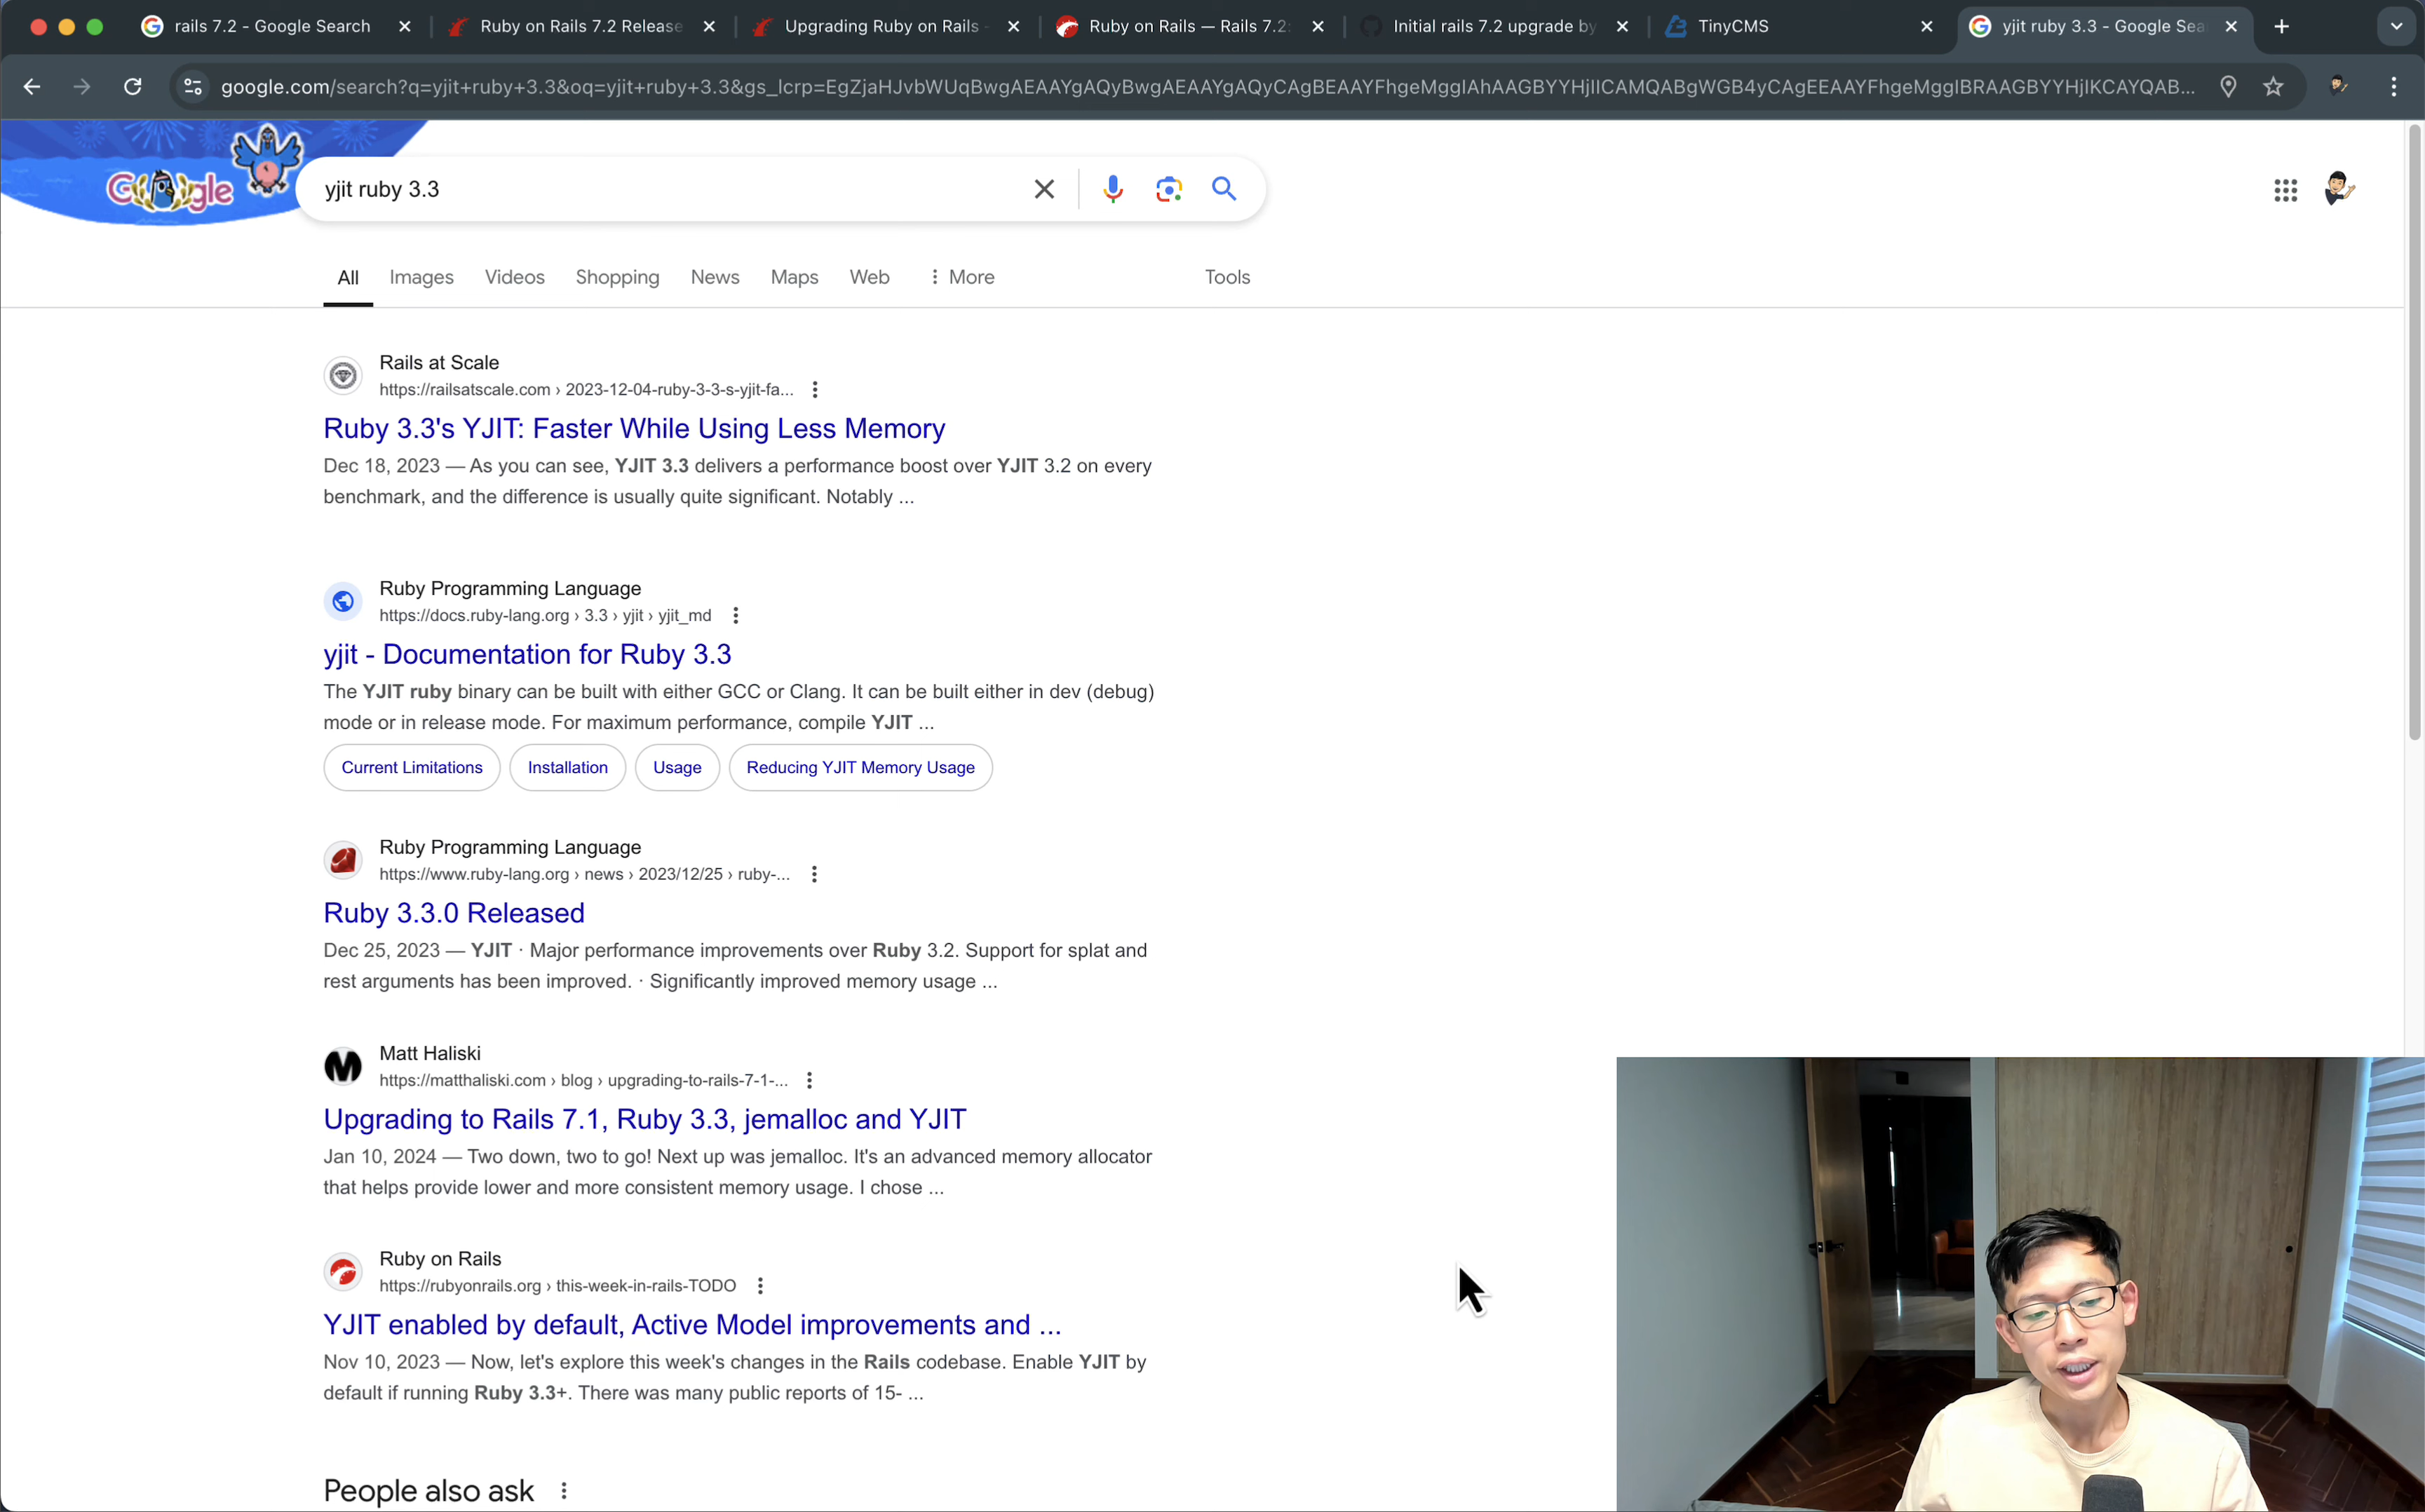 rails 7.2 - Google Search
Ruby on Rails 7.2 Release
Upgrading Ruby on Rails -
Ruby on Rails — Rails 7.2:
Initial rails 7.2 upgrade by
TinyCMS
yjit ruby 3.3 - Google Sea
google.com/search?q=yjit+ruby+3.3&oq=yjit+ruby+3.3&gs_lcrp=EgZjaHJvbWUqBwgAEAAYgAQyBwgAEAAYgAQyCAgBEAAYFhgeMggIAhAAGBYYHjIICAMQABgWGB4yCAgEEAAYFhgeMggIBRAAGBYYHjIKCAYQAB...
Google
yjit ruby 3.3
All Images Videos Shopping News Maps Web More Tools
Rails at Scale
https://railsatscale.com › 2023-12-04-ruby-3-3-s-yjit-fa...
Ruby 3.3's YJIT: Faster While Using Less Memory
Dec 18, 2023 — As you can see, YJIT 3.3 delivers a performance boost over YJIT 3.2 on every
benchmark, and the difference is usually quite significant. Notably ...
Ruby Programming Language
https://docs.ruby-lang.org › 3.3 › yjit › yjit_md
yjit - Documentation for Ruby 3.3
The YJIT ruby binary can be built with either GCC or Clang. It can be built either in dev (debug)
mode or in release mode. For maximum performance, compile YJIT ...
Current Limitations Installation Usage Reducing YJIT Memory Usage
Ruby Programming Language
https://www.ruby-lang.org › news › 2023/12/25 › ruby-...
Ruby 3.3.0 Released
Dec 25, 2023 — YJIT · Major performance improvements over Ruby 3.2. Support for splat and
rest arguments has been improved. · Significantly improved memory usage ...
Matt Haliski
https://matthaliski.com › blog › upgrading-to-rails-7-1-...
Upgrading to Rails 7.1, Ruby 3.3, jemalloc and YJIT
Jan 10, 2024 — Two down, two to go! Next up was jemalloc. It's an advanced memory allocator
that helps provide lower and more consistent memory usage. I chose ...
Ruby on Rails
https://rubyonrails.org › this-week-in-rails-TODO
YJIT enabled by default, Active Model improvements and ...
Nov 10, 2023 — Now, let's explore this week's changes in the Rails codebase. Enable YJIT by
default if running Ruby 3.3+. There was many public reports of 15- ...
People also ask